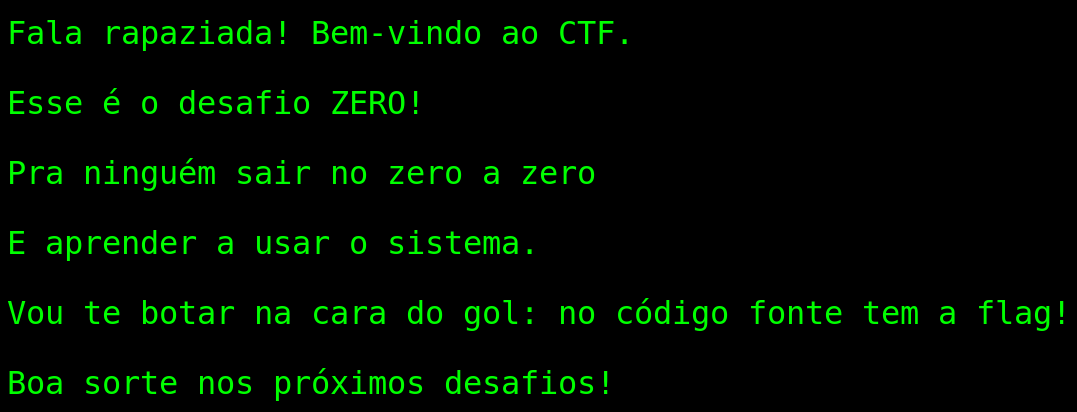 Fala rapaziada! Bem-vindo ao CTF.
Esse é o desafio ZERO!
Pra ninguém sair no zero a zero
E aprender a usar o sistema.
Vou te botar na cara do gol: no código fonte tem a flag!
Boa sorte nos próximos desafios!